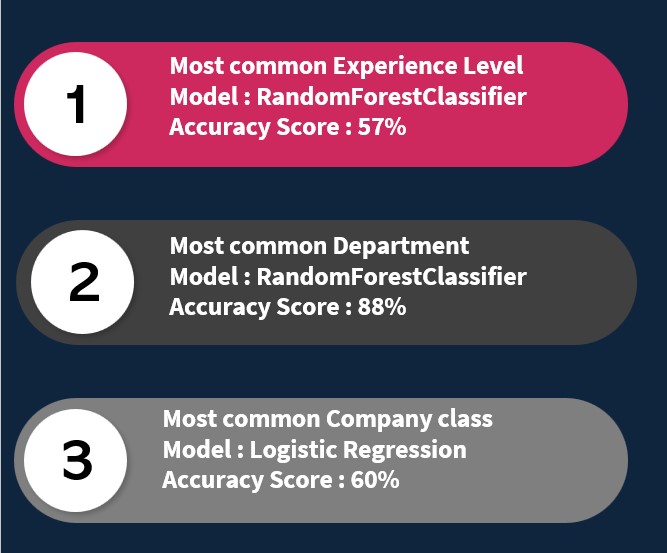 1
Most common Experience Level
Model : RandomForestClassifier
Accuracy Score : 57%
2
Most common Department
Model : RandomForestClassifier
Accuracy Score : 88%
3
Most common Company class
Model : Logistic Regression
Accuracy Score : 60%